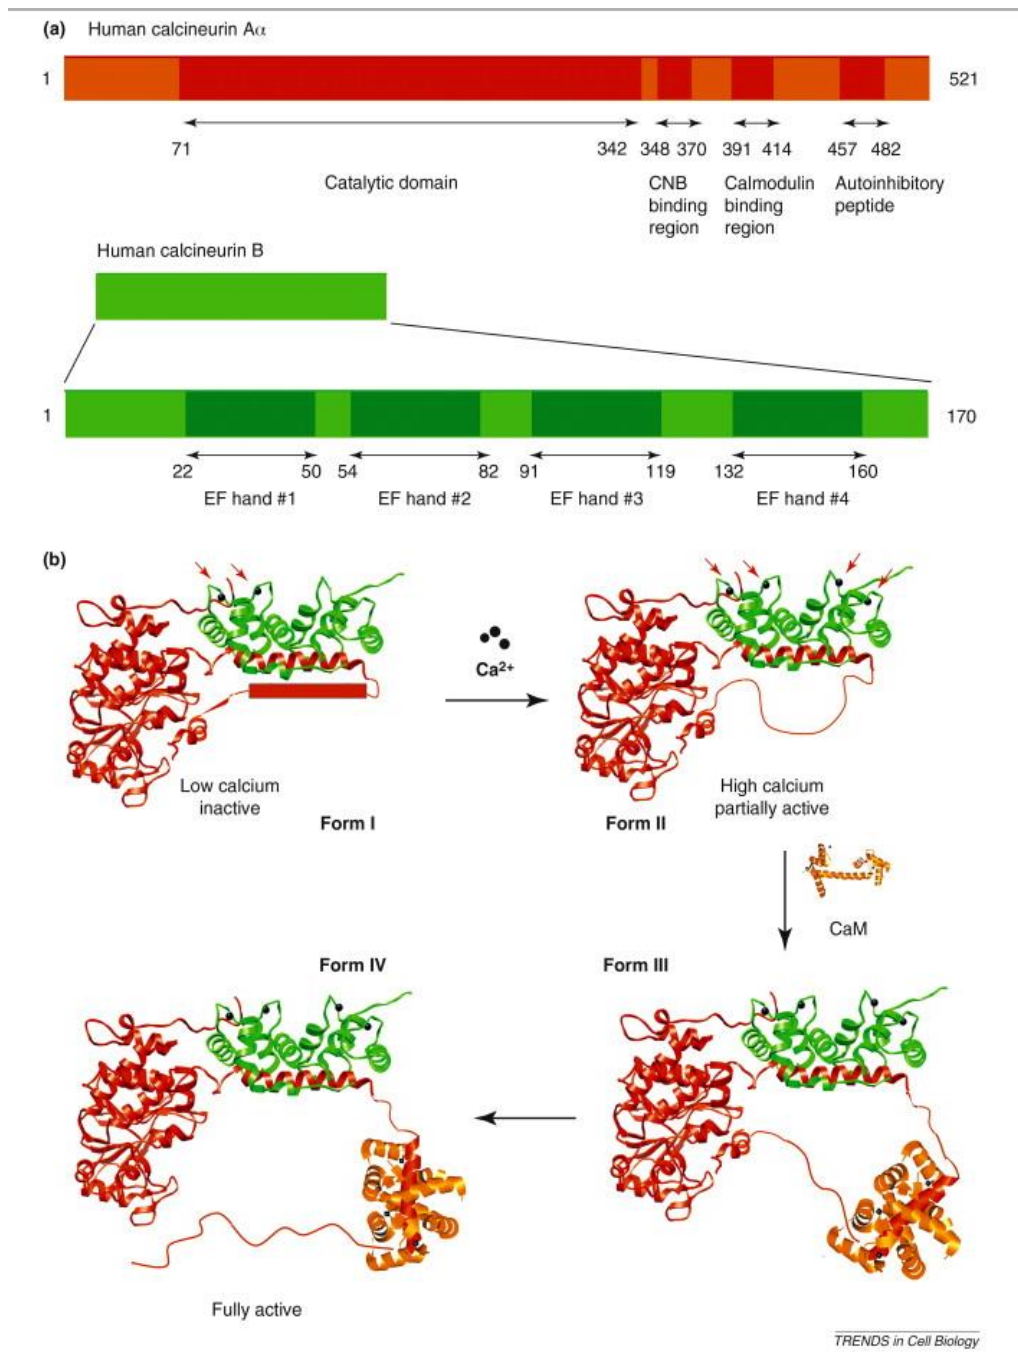 (a) Human calcineurin Aα
1 521
71 342 348 370 391 414 457 482
Catalytic domain
CNB binding region
Calmodulin binding region
Autoinhibitory peptide
Human calcineurin B
1 170
22 50 54 82 91 119 132 160
EF hand #1 EF hand #2 EF hand #3 EF hand #4
(b)
Ca2+
Low calcium
inactive
Form I
High calcium
partially active
Form II
CaM
Form IV Form III
Fully active
TRENDS in Cell Biology